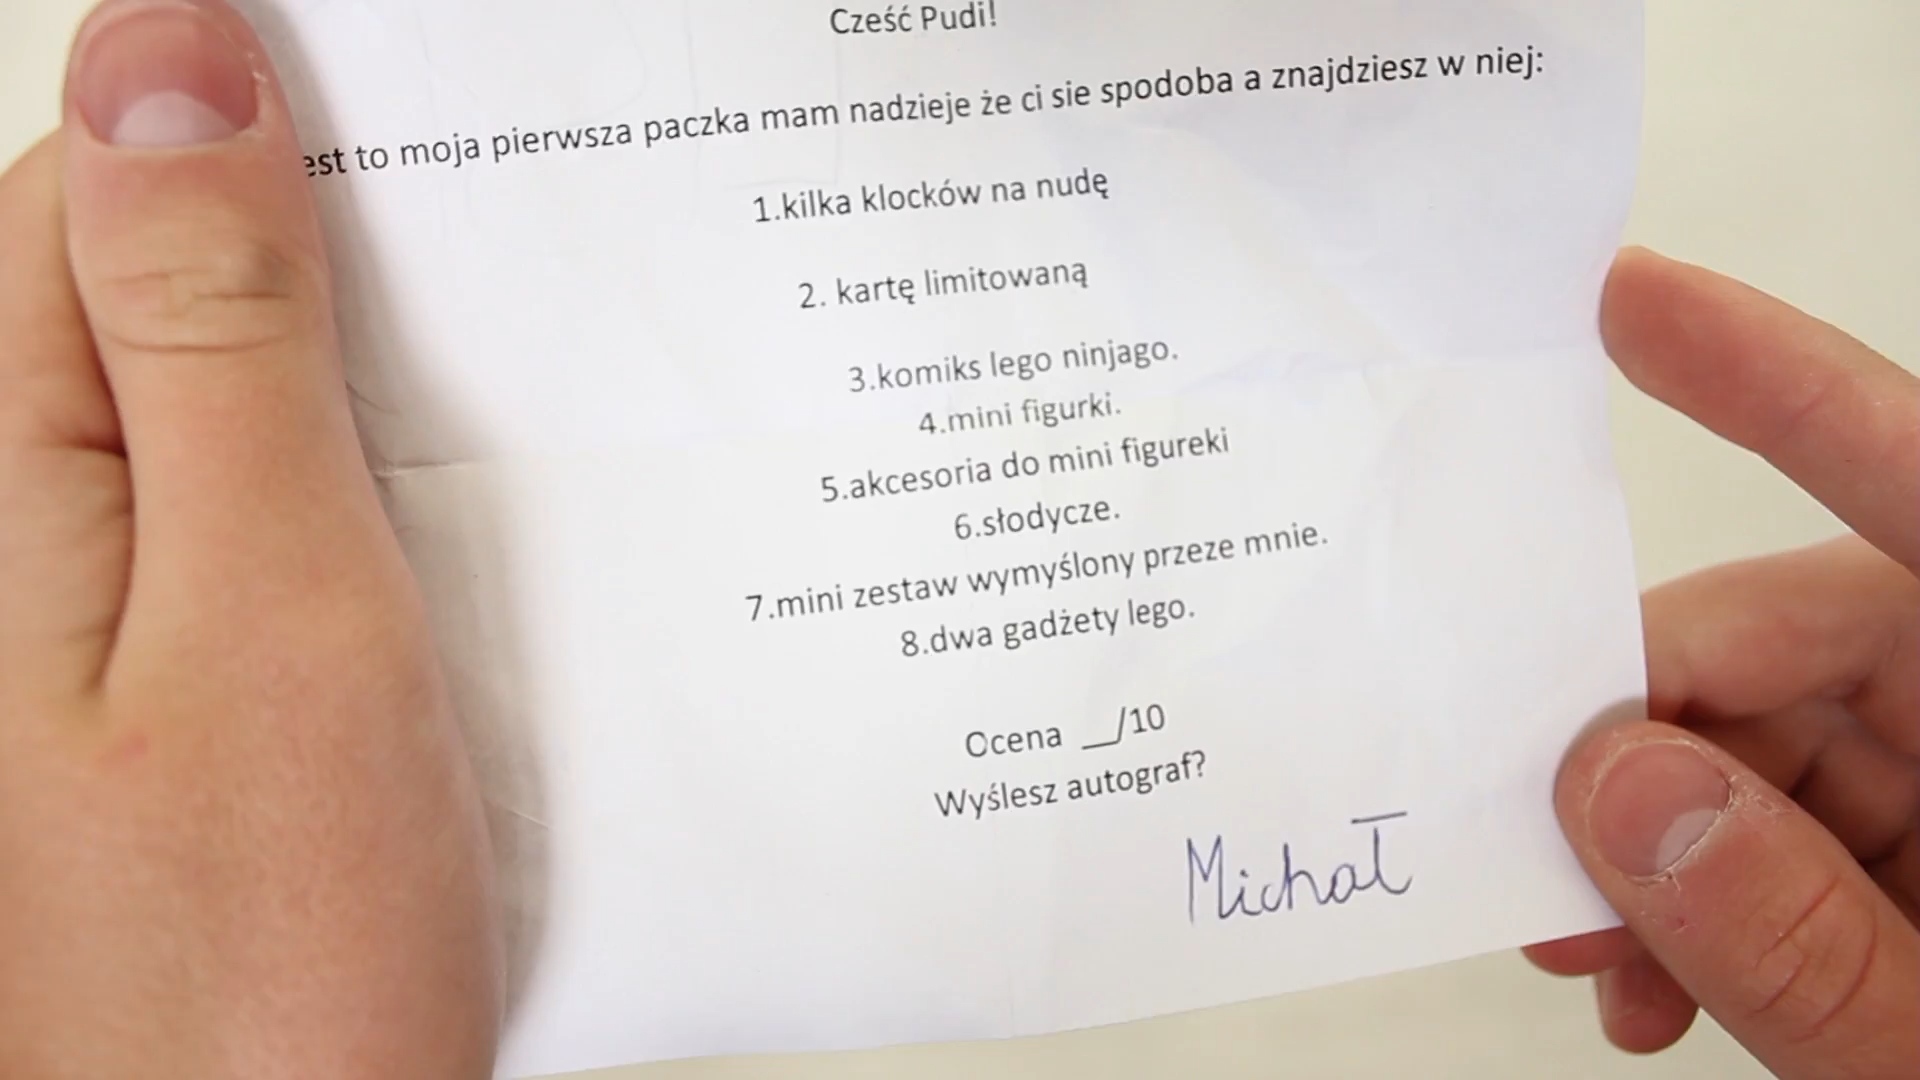 Cześć Pudi!
est to moja pierwsza paczka mam nadzieje że ci sie spodoba a znajdziesz w niej:
1.kilka klocków na nudę
2. kartę limitowaną
3.komiks lego ninjago.
4.mini figurki.
5.akcesoria do mini figureki
6.słodycze.
7.mini zestaw wymyślony przeze mnie.
8.dwa gadżety lego.
Ocena __/10
Wyślesz autograf?
Michał